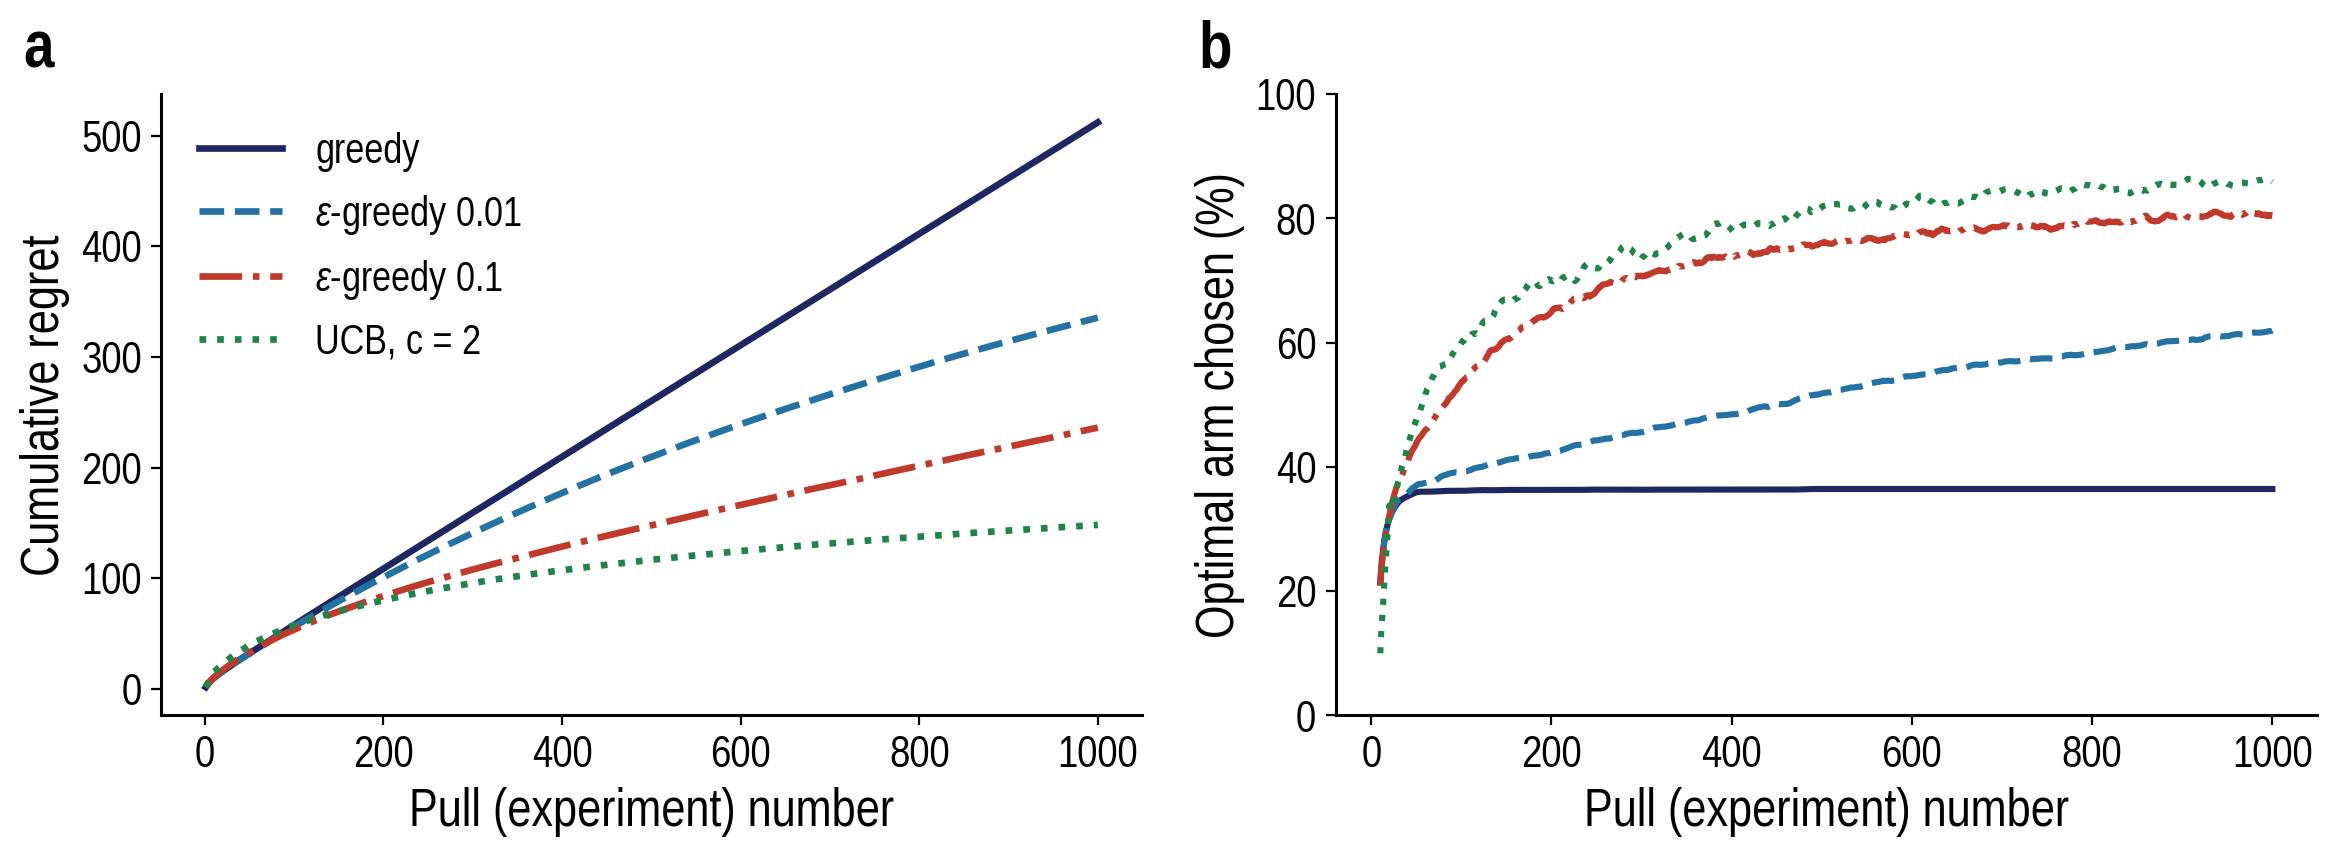 a
500
400
300
200
100
0
Cumulative regret
greedy
ε-greedy 0.01
ε-greedy 0.1
UCB, c = 2
0 200 400 600 800 1000
Pull (experiment) number
b
100
80
60
40
20
0
Optimal arm chosen (%)
0 200 400 600 800 1000
Pull (experiment) number